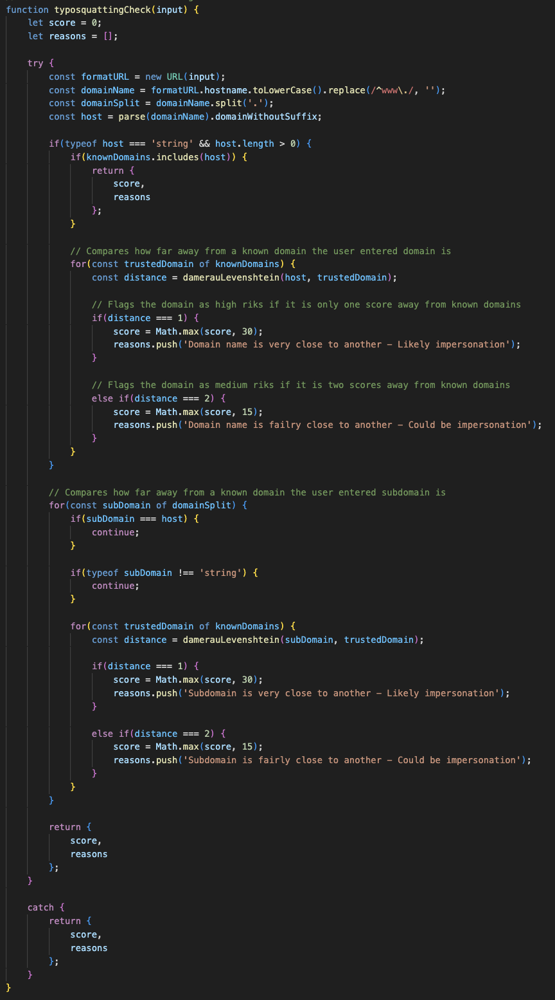 function typosquattingCheck(input) {
    let score = 0;
    let reasons = [];

    try {
        const formatURL = new URL(input);
        const domainName = formatURL.hostname.toLowerCase().replace(/^www\./, '');
        const domainSplit = domainName.split('.');
        const host = parse(domainName).domainWithoutSuffix;

        if(typeof host === 'string' && host.length > 0) {
            if(knownDomains.includes(host)) {
                return {
                    score,
                    reasons
                };
            }

            // Compares how far away from a known domain the user entered domain is
            for(const trustedDomain of knownDomains) {
                const distance = damerauLevenshtein(host, trustedDomain);

                // Flags the domain as high riks if it is only one score away from known domains
                if(distance === 1) {
                    score = Math.max(score, 30);
                    reasons.push('Domain name is very close to another – Likely impersonation');
                }

                // Flags the domain as medium riks if it is two scores away from known domains
                else if(distance === 2) {
                    score = Math.max(score, 15);
                    reasons.push('Domain name is failry close to another – Could be impersonation');
                }
            }
        }

        // Compares how far away from a known domain the user entered subdomain is
        for(const subDomain of domainSplit) {
            if(subDomain === host) {
                continue;
            }

            if(typeof subDomain !== 'string') {
                continue;
            }

            for(const trustedDomain of knownDomains) {
                const distance = damerauLevenshtein(subDomain, trustedDomain);

                if(distance === 1) {
                    score = Math.max(score, 30);
                    reasons.push('Subdomain is very close to another – Likely impersonation');
                }

                else if(distance === 2) {
                    score = Math.max(score, 15);
                    reasons.push('Subdomain is fairly close to another – Could be impersonation');
                }
            }
        }

        return {
            score,
            reasons
        };
    }

    catch {
        return {
            score,
            reasons
        };
    }
}